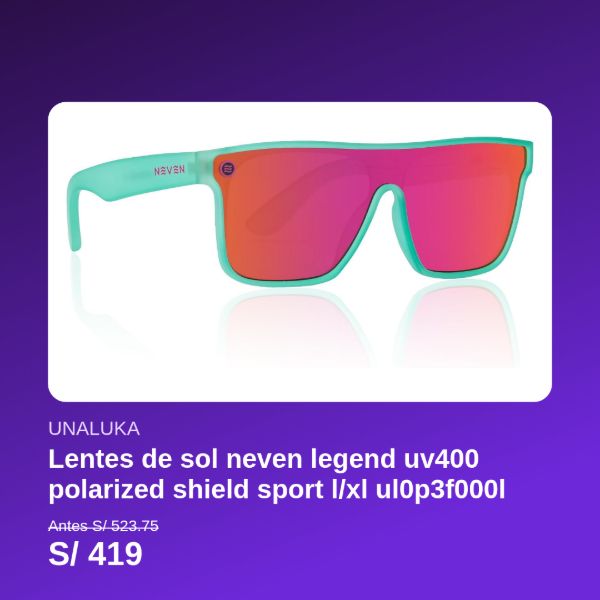 NEVEN
UNALUKA
Lentes de sol neven legend uv400
polarized shield sport l/xl ul0p3f000l
Antes S/ 523.75
S/ 419